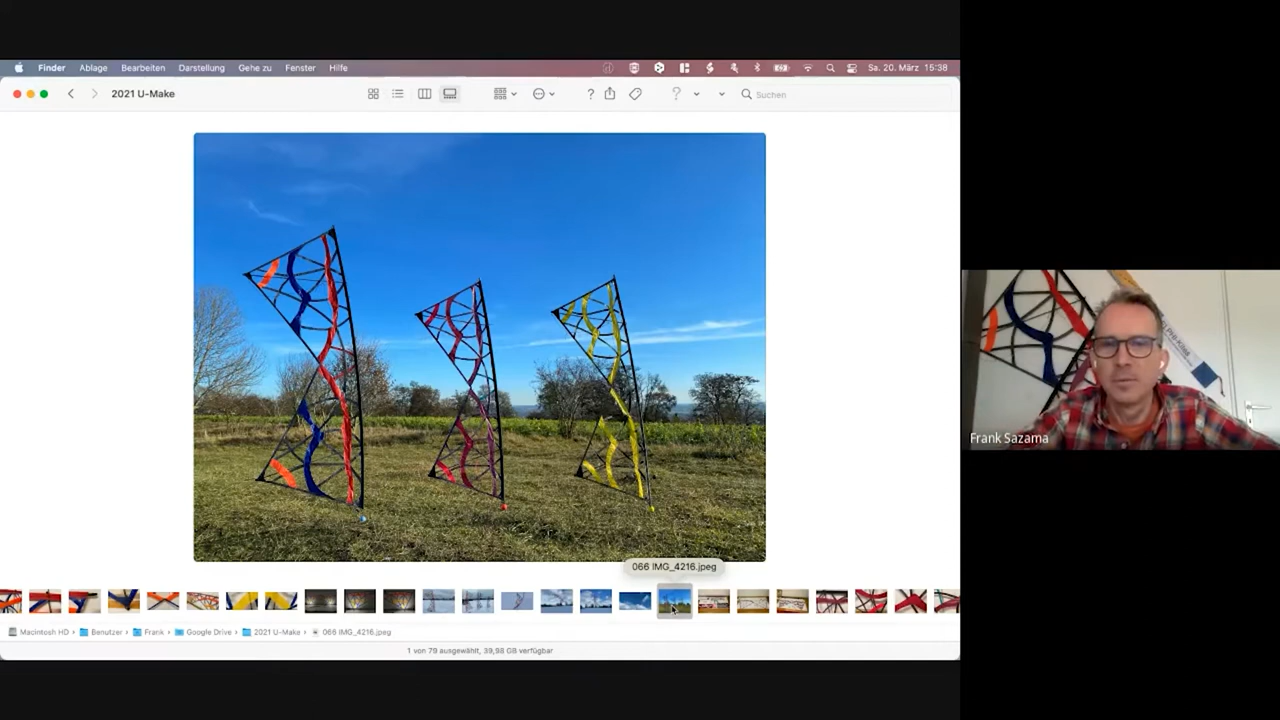 Finder Ablage Bearbeiten Darstellung Gehe zu Fenster Hilfe Sa. 20. März 15:38
2021 U-Make
Suchen
Frank Sazama
066 IMG_4216.jpeg
Macintosh HD › Benutzer › Frank › Google Drive › 2021 U-Make › 066 IMG_4216.jpeg
1 von 79 ausgewählt, 39,98 GB verfügbar